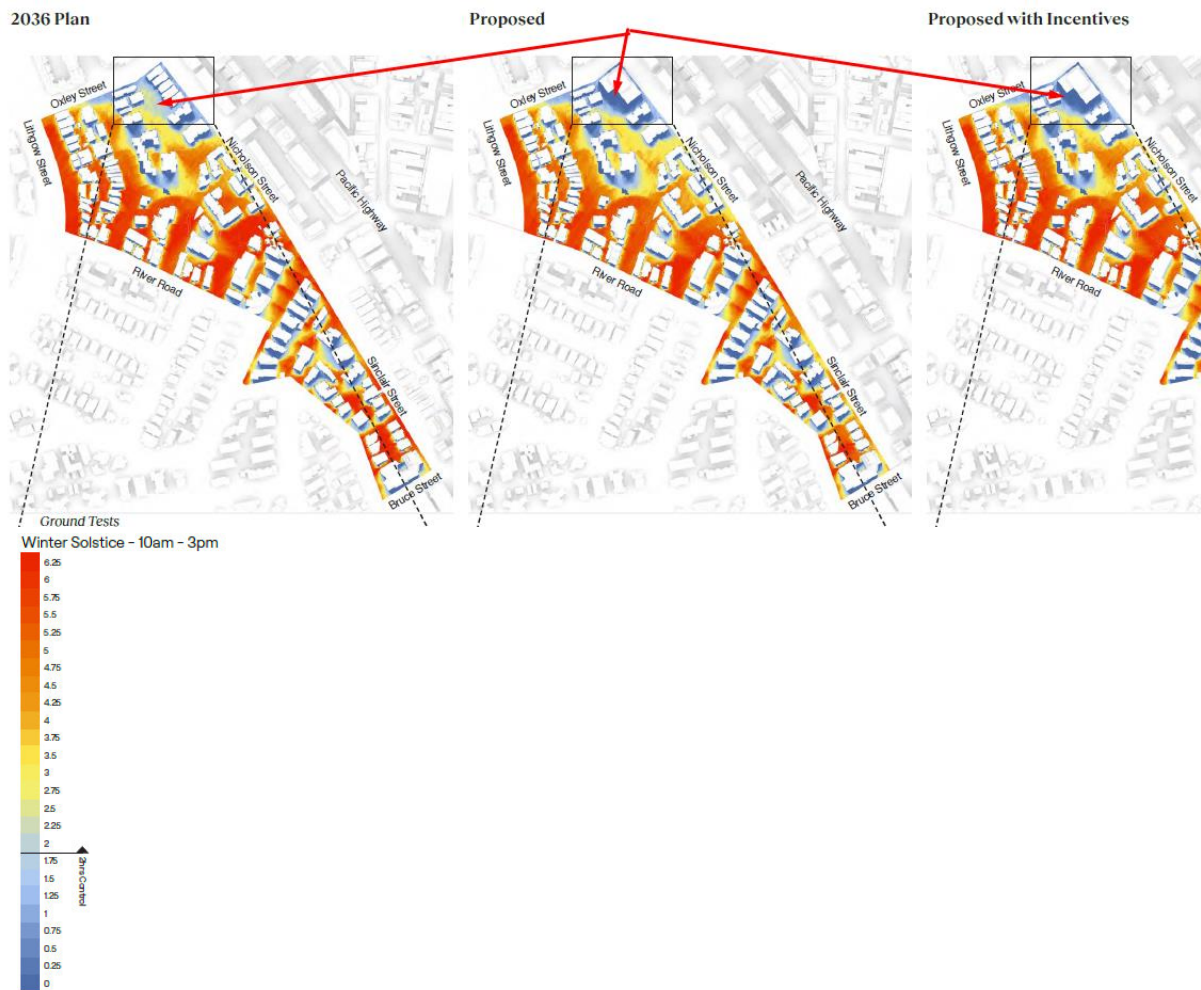 2036 Plan
Proposed
Proposed with Incentives
Oxley Street
Lithgow Street
Nicholson Street
Pacific Highway
River Road
Sinclair Street
Bruce Street
Oxley Street
Lithgow Street
Nicholson Street
Pacific Highway
River Road
Sinclair Street
Bruce Street
Oxley Street
Lithgow Street
Nicholson Street
River Road
Ground Tests
Winter Solstice - 10am - 3pm
6.25
6
5.75
5.5
5.25
5
4.75
4.5
4.25
4
3.75
3.5
3
2.75
2.5
2.25
2
1.75
1.5
1.25
1
0.75
0.5
0.25
0
2hrs Control